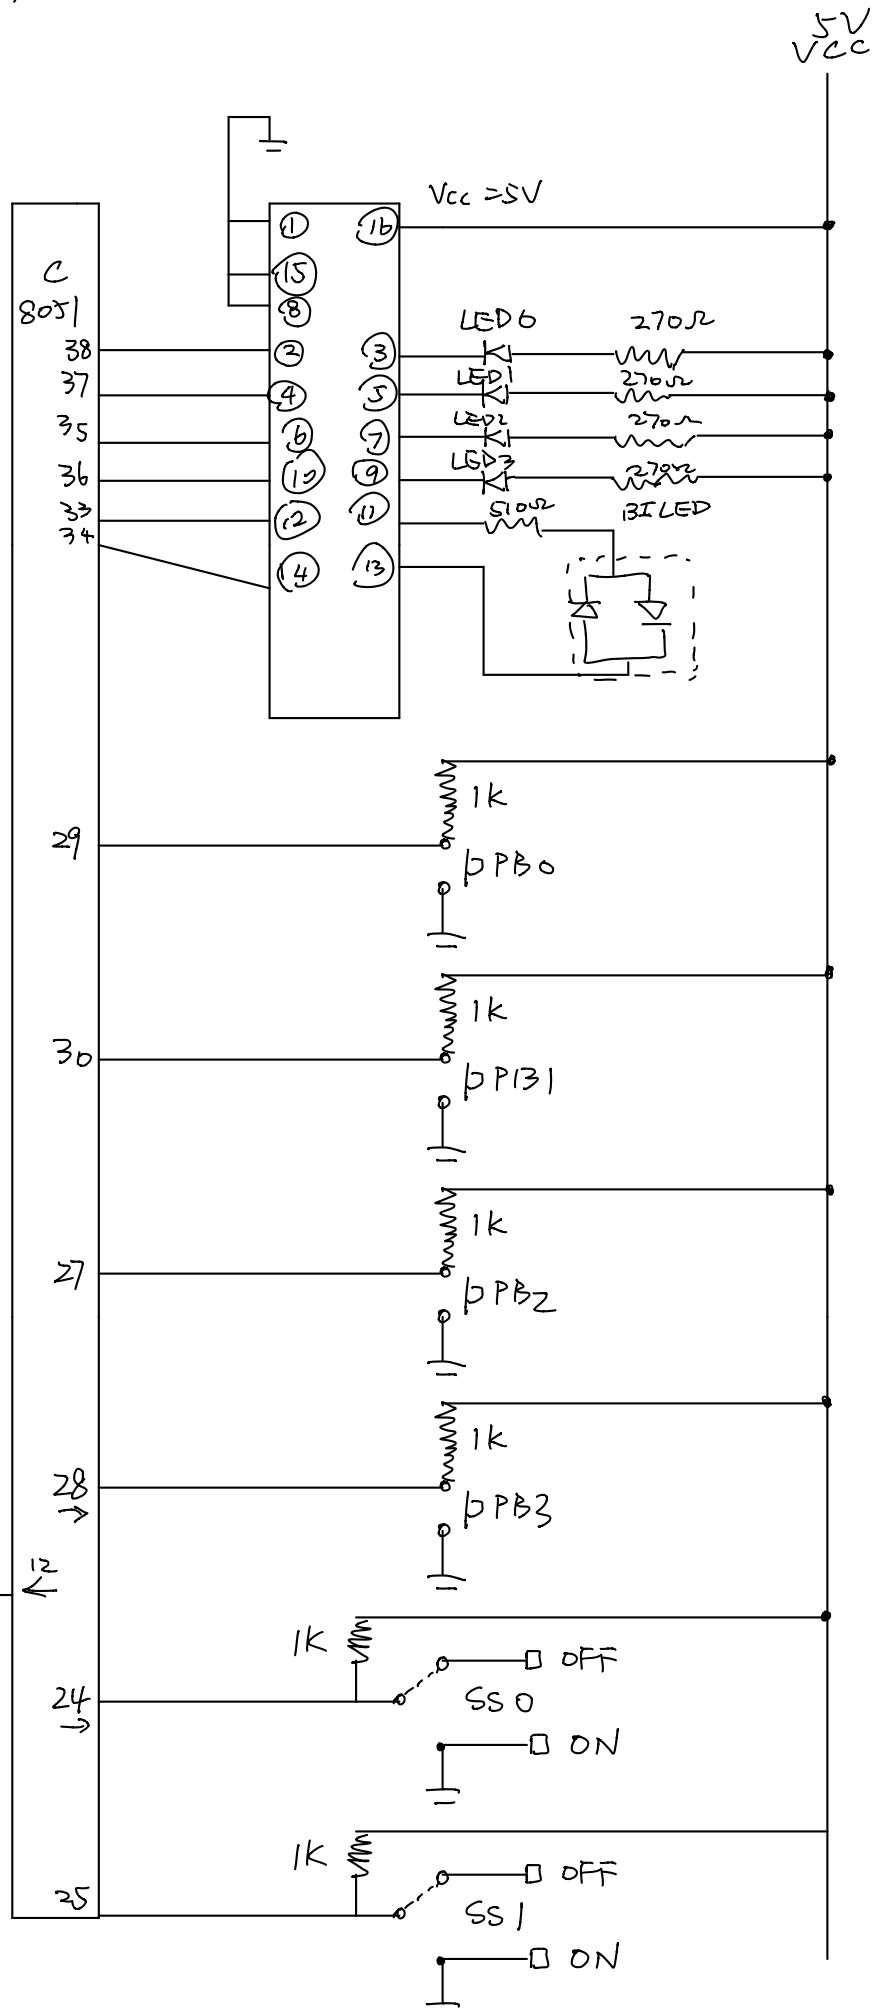 5V
VCC
Vcc = 5V
① ⑯
C
⑮
8051
⑧
LED0 270Ω
38 ② ③
LED1 270Ω
37 ④ ⑤
LED2 270Ω
35 ⑥ ⑦
LED3 270Ω
36 ⑩ ⑨
510Ω BILED
33 ⑫ ⑪
34
⑭ ⑬
1K
29
PB0
1K
30
PB1
1K
27
PB2
1K
28
PB3
12
1K OFF
24 SS0
ON
1K OFF
25 SS1
ON